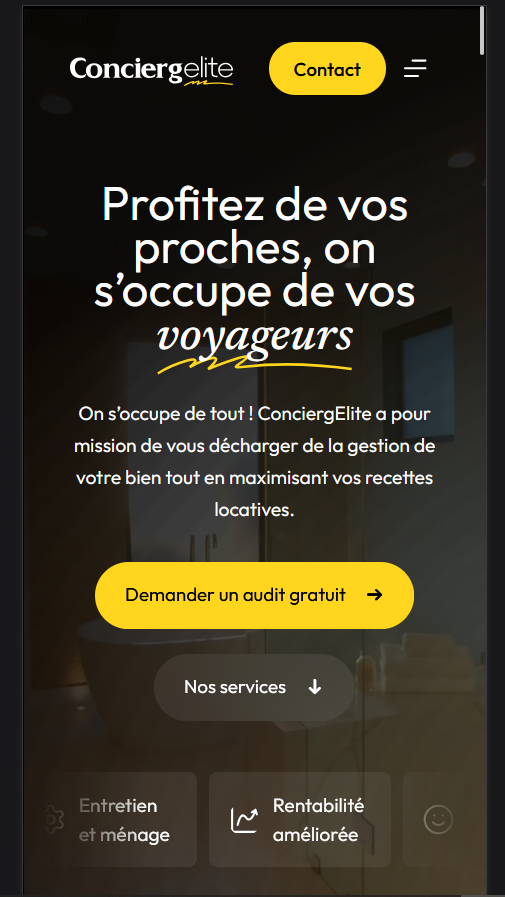 Conciergelite
Contact
Profitez de vos
proches, on
s’occupe de vos
voyageurs
On s’occupe de tout ! ConciergElite a pour
mission de vous décharger de la gestion de
votre bien tout en maximisant vos recettes
locatives.
Demander un audit gratuit
Nos services
Entretien
et ménage
Rentabilité
améliorée